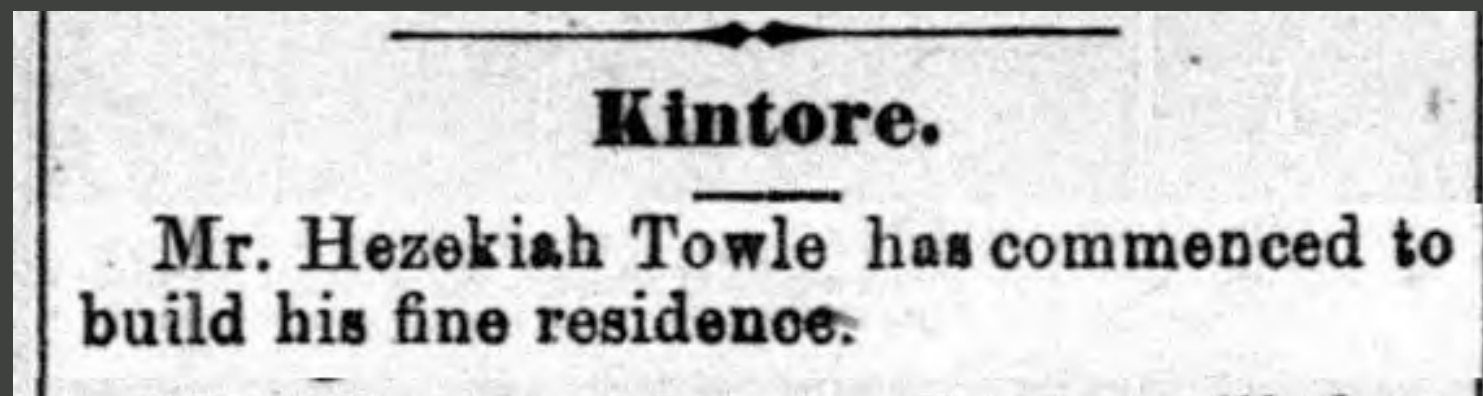 Kintore.
Mr. Hezekiah Towle has commenced to
build his fine residence.